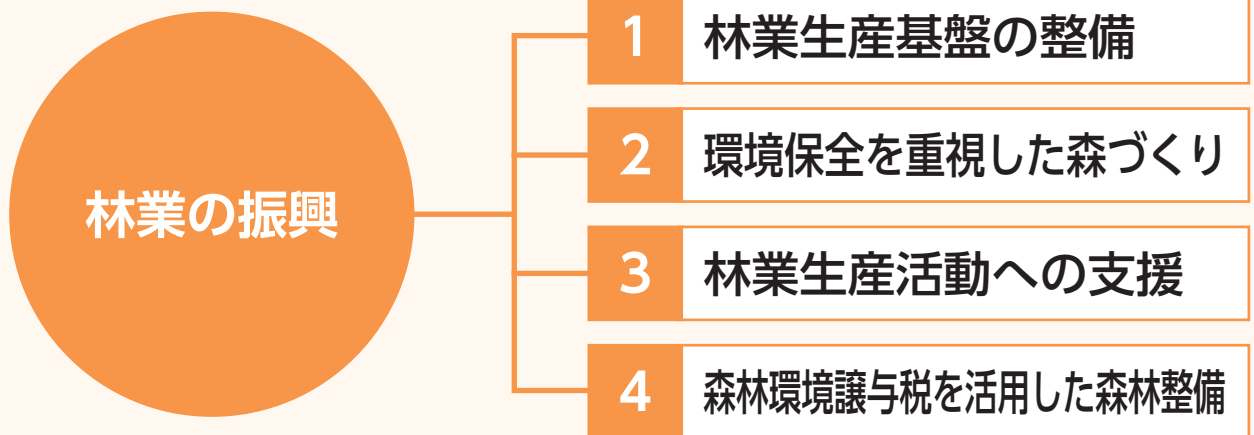 林業の振興
1 林業生産基盤の整備
2 環境保全を重視した森づくり
3 林業生産活動への支援
4 森林環境譲与税を活用した森林整備